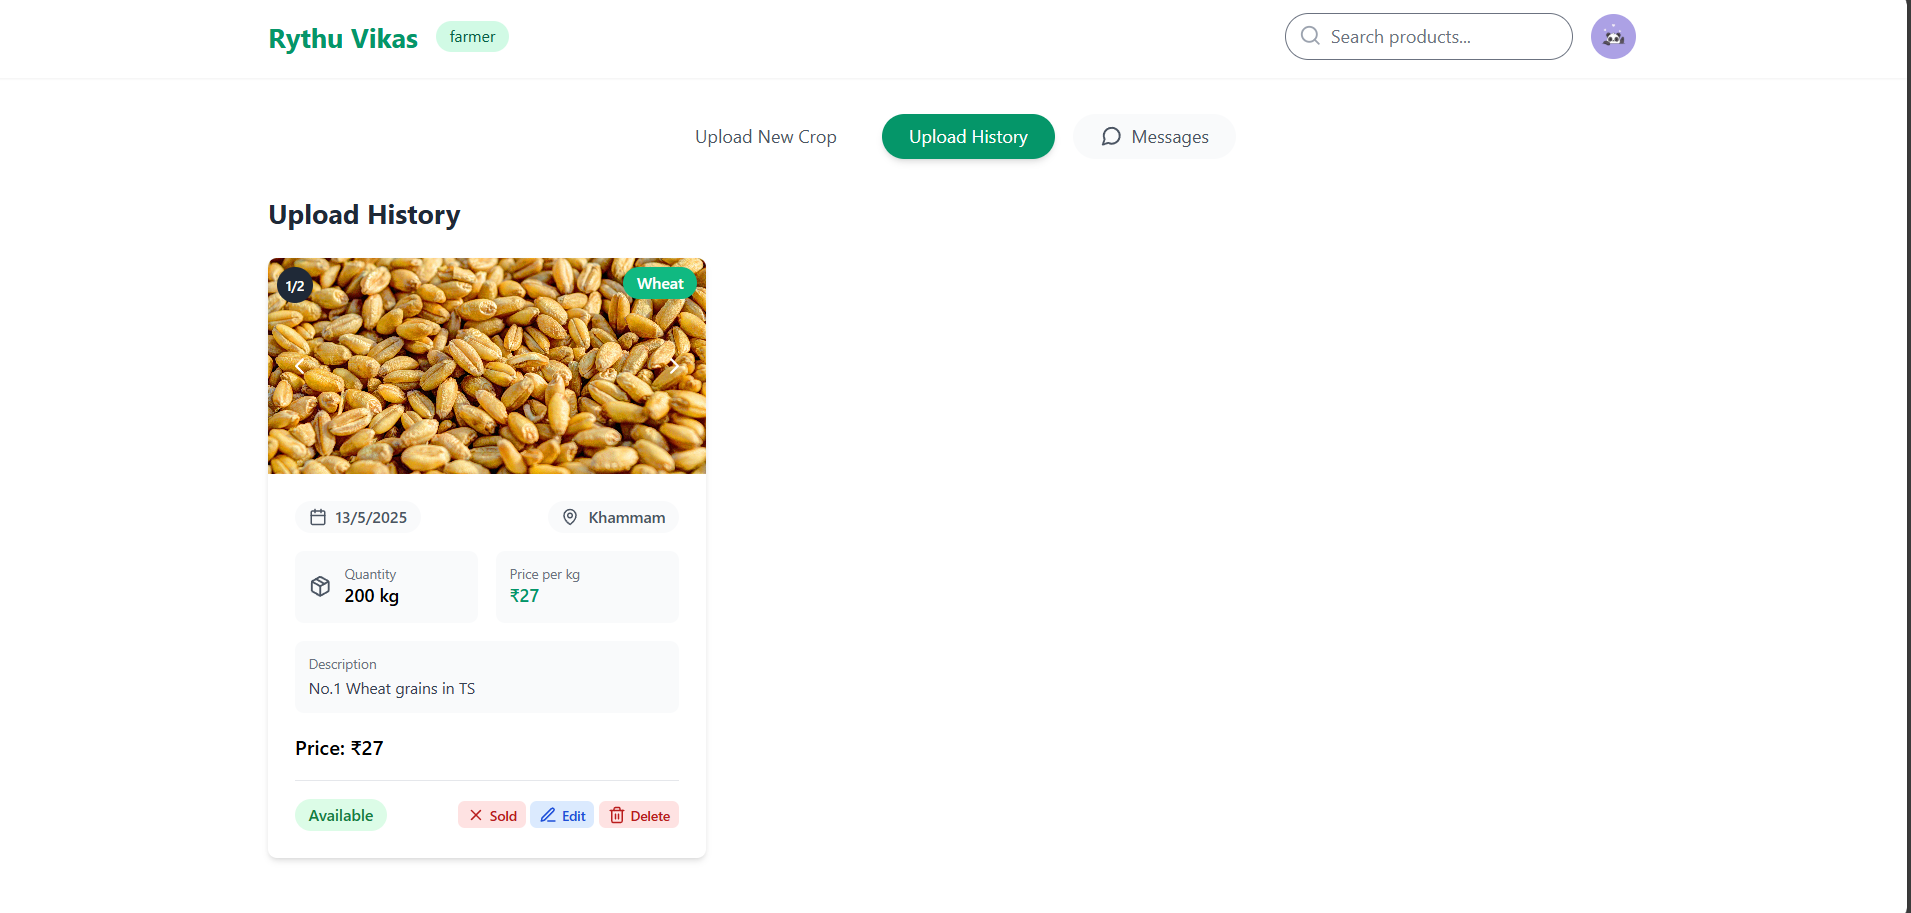 Rythu Vikas
farmer
Search products...
Upload New Crop
Upload History
Messages
Upload History
1/2
Wheat
13/5/2025
Khammam
Quantity
200 kg
Price per kg
₹27
Description
No.1 Wheat grains in TS
Price: ₹27
Available
Sold
Edit
Delete